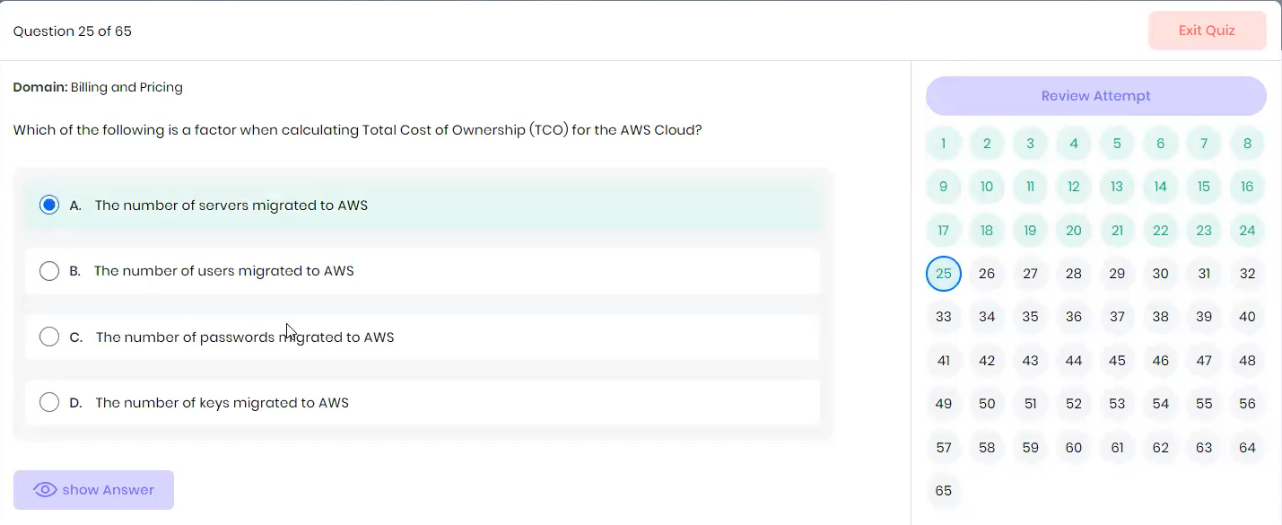 Question 25 of 65
Exit Quiz
Domain: Billing and Pricing
Which of the following is a factor when calculating Total Cost of Ownership (TCO) for the AWS Cloud?
A. The number of servers migrated to AWS
B. The number of users migrated to AWS
C. The number of passwords migrated to AWS
D. The number of keys migrated to AWS
show Answer
Review Attempt
1 2 3 4 5 6 7 8
9 10 11 12 13 14 15 16
17 18 19 20 21 22 23 24
25 26 27 28 29 30 31 32
33 34 35 36 37 38 39 40
41 42 43 44 45 46 47 48
49 50 51 52 53 54 55 56
57 58 59 60 61 62 63 64
65